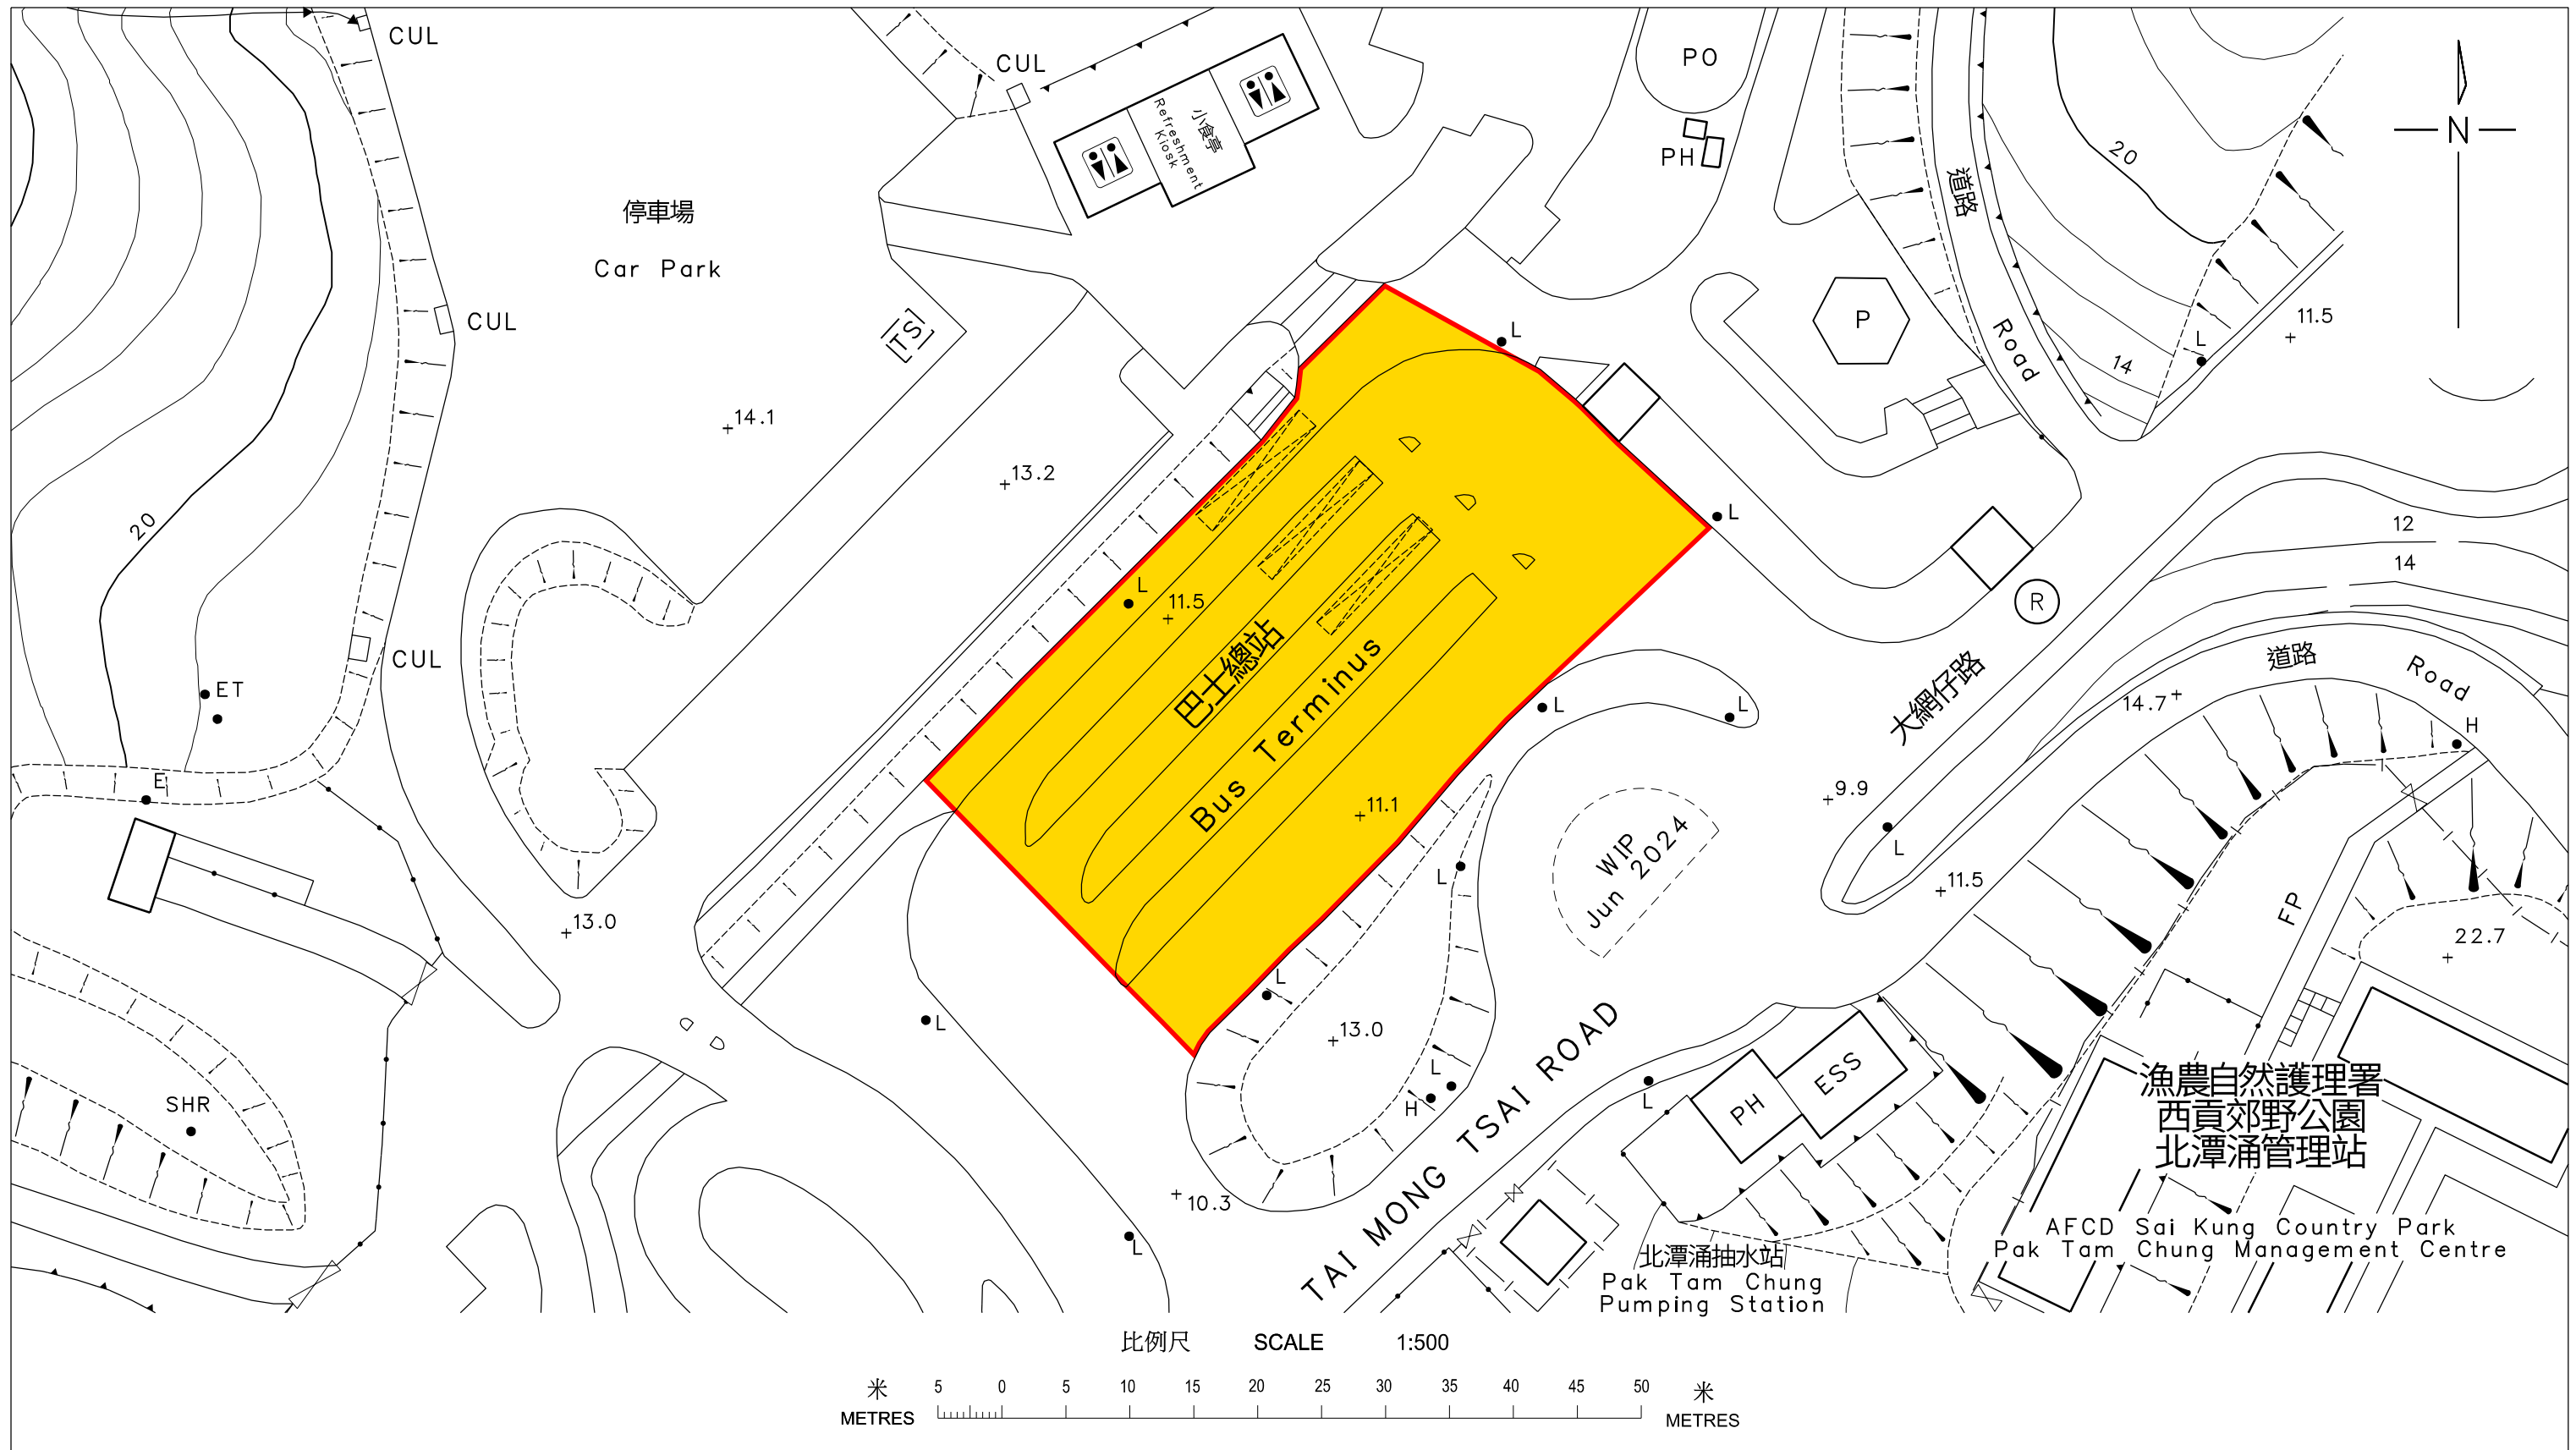 CUL
CUL
小食亭
Refreshment
Kiosk
PO
PH
N
20
道路
Road
停車場
Car Park
TS
P
11.5
L
14
CUL
L
14.1
13.2
L
12
14
20
L
11.5
R
CUL
ET
巴士總站
Bus Terminus
L
L
大網仔路
道路
Road
14.7
H
E
11.1
9.9
WIP
Jun 2024
L
L
11.5
13.0
FP
22.7
L
L
13.0
SHR
L
H
L
PH
ESS
漁農自然護理署
西貢郊野公園
北潭涌管理站
AFCD Sai Kung Country Park
Pak Tam Chung Management Centre
10.3
L
TAI MONG TSAI ROAD
北潭涌抽水站
Pak Tam Chung
Pumping Station
比例尺 SCALE 1:500
米 5 0 5 10 15 20 25 30 35 40 45 50 米
METRES METRES